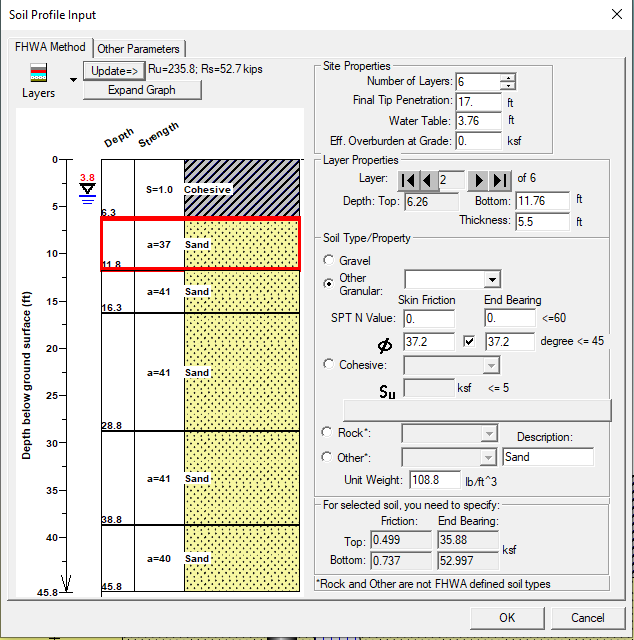 Soil Profile Input
FHWA Method
Other Parameters
Layers
Update=>
Ru=235.8; Rs=52.7 kips
Expand Graph
Depth
Strength
Depth below ground surface (ft)
0
5
10
15
20
25
30
35
40
45.8
3.8
S=1.0 Cohesive
6.3
a=37 Sand
11.8
a=41 Sand
16.3
a=41 Sand
28.8
a=41 Sand
38.8
a=40 Sand
45.8
Site Properties
Number of Layers: 6
Final Tip Penetration: 17. ft
Water Table: 3.76 ft
Eff. Overburden at Grade: 0. ksf
Layer Properties
Layer: 2 of 6
Depth: Top: 6.26 Bottom: 11.76 ft
Thickness: 5.5 ft
Soil Type/Property
Gravel
Other
Granular:
Skin Friction End Bearing
SPT N Value: 0. 0. <=60
ϕ 37.2 37.2 degree <= 45
Cohesive:
Su ksf <= 5
Rock*:
Description:
Other*: Sand
Unit Weight: 108.8 lb/ft^3
For selected soil, you need to specify:
Friction: End Bearing:
Top: 0.499 35.88
ksf
Bottom: 0.737 52.997
*Rock and Other are not FHWA defined soil types
OK
Cancel